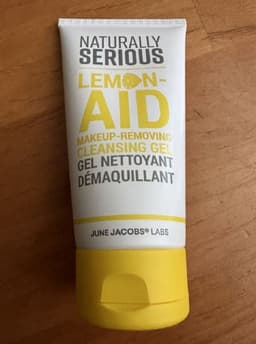 NATURALLY
SERIOUS
LEMON-
AID
MAKEUP-REMOVING
CLEANSING GEL
GEL NETTOYANT
DÉMAQUILLANT
JUNE JACOBS® LABS